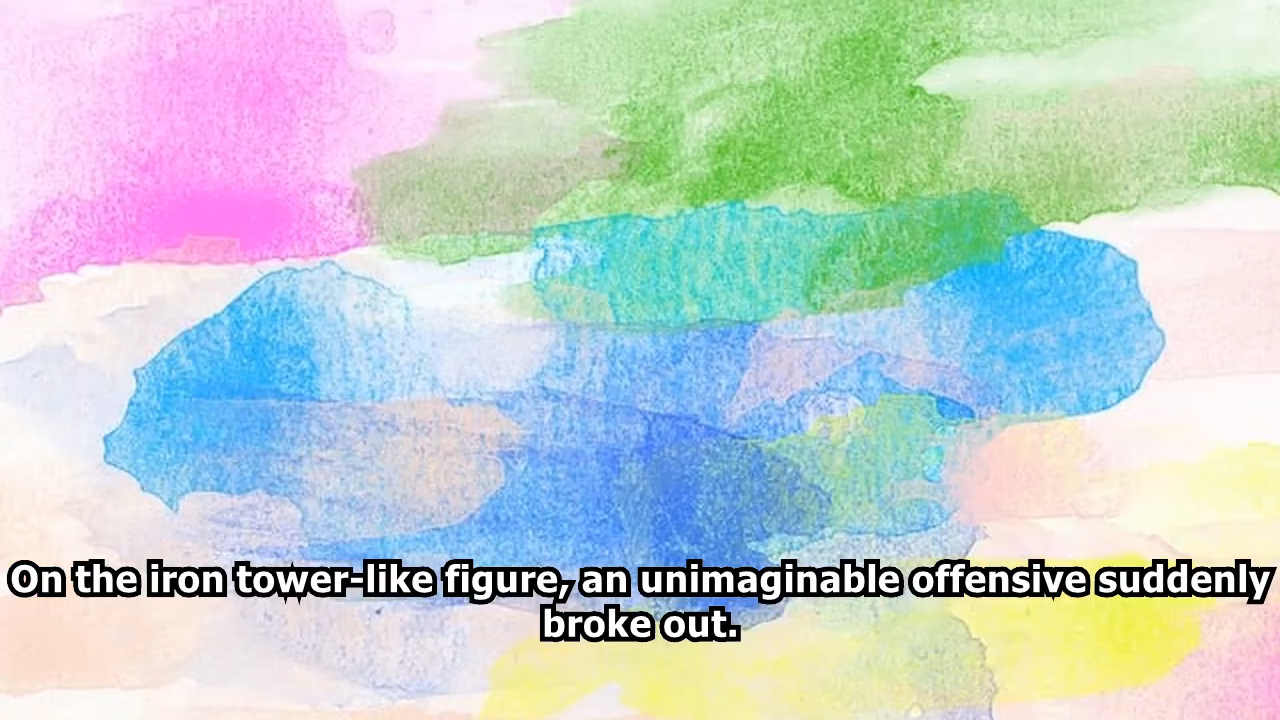 On the iron tower-like figure, an unimaginable offensive suddenly
broke out.